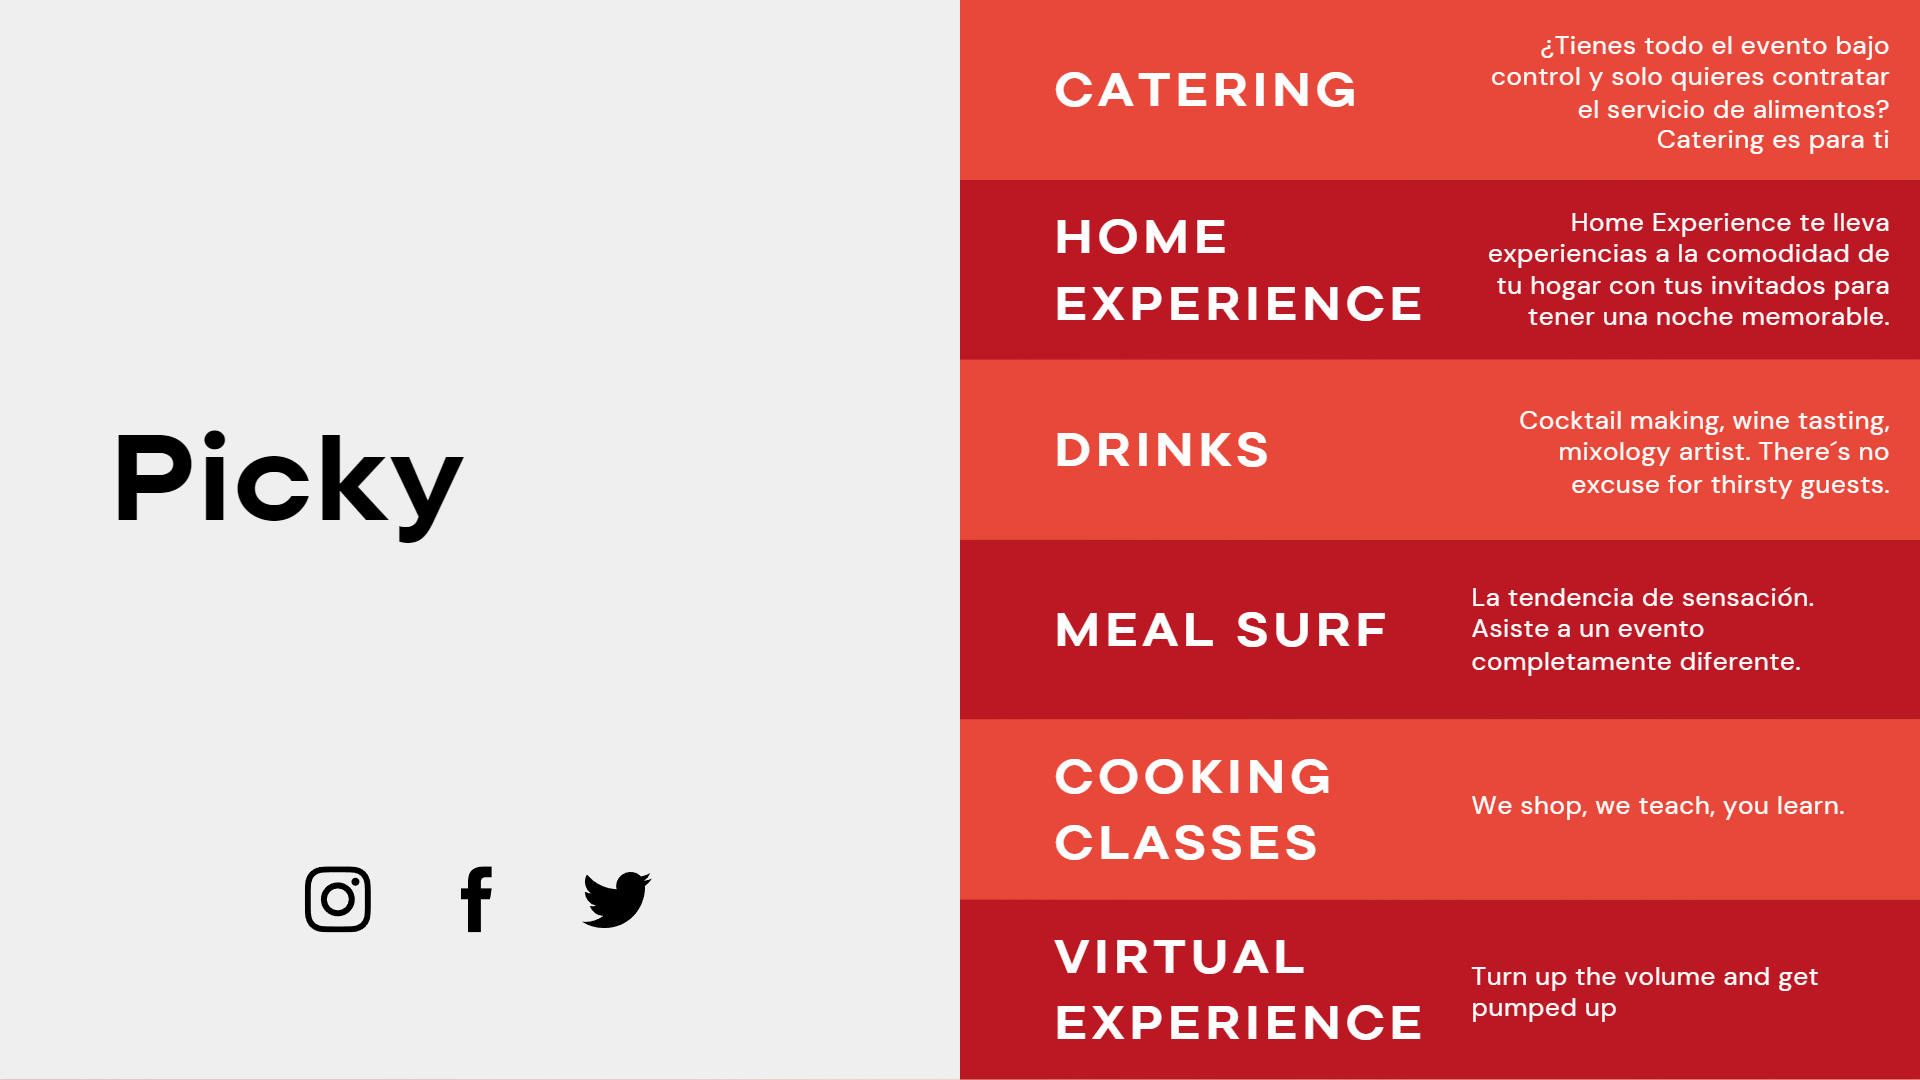 Picky
CATERING
¿Tienes todo el evento bajo
control y solo quieres contratar
el servicio de alimentos?
Catering es para ti
HOME
EXPERIENCE
Home Experience te lleva
experiencias a la comodidad de
tu hogar con tus invitados para
tener una noche memorable.
DRINKS
Cocktail making, wine tasting,
mixology artist. There´s no
excuse for thirsty guests.
MEAL SURF
La tendencia de sensación.
Asiste a un evento
completamente diferente.
COOKING
CLASSES
We shop, we teach, you learn.
VIRTUAL
EXPERIENCE
Turn up the volume and get
pumped up